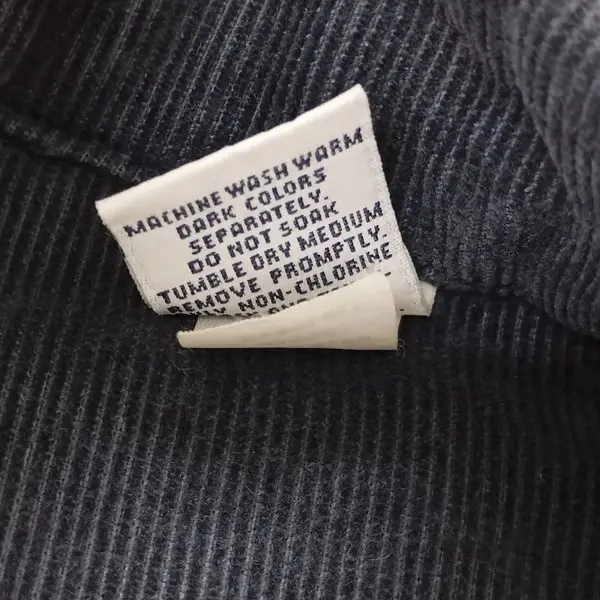 MACHINE WASH WARM
DARK COLORS
SEPARATELY.
DO NOT SOAK
TUMBLE DRY MEDIUM
REMOVE PROMPTLY.
NON-CHLORINE